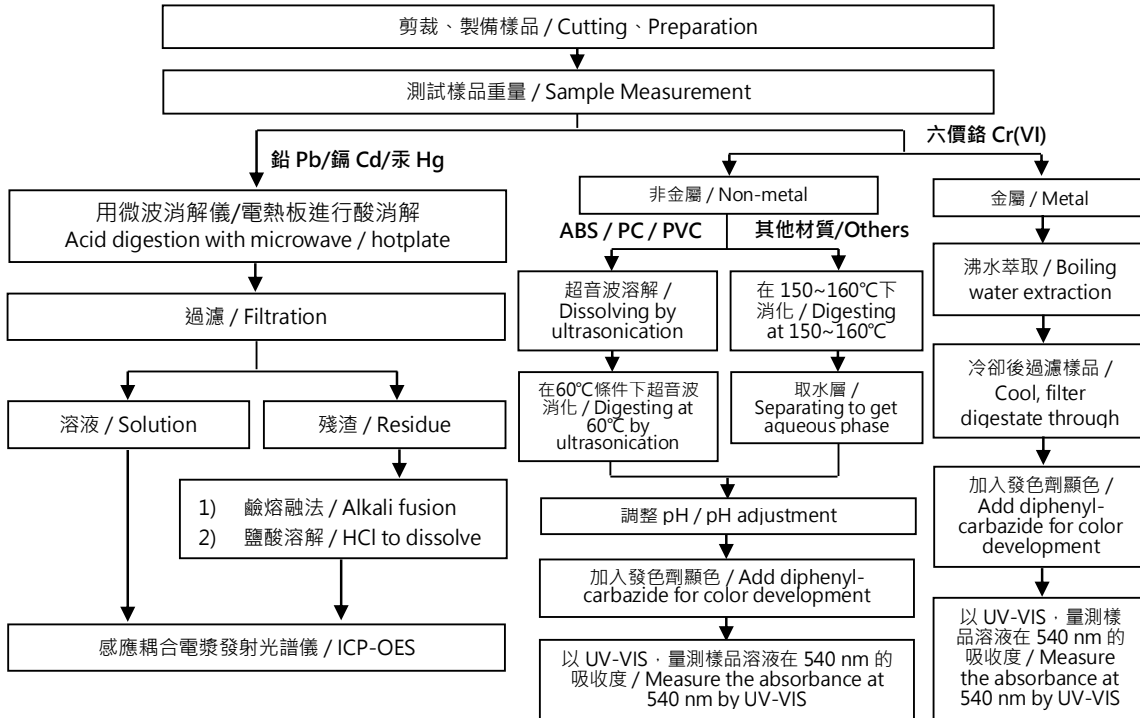 剪裁、製備樣品 / Cutting、Preparation
測試樣品重量 / Sample Measurement
鉛 Pb/鎘 Cd/汞 Hg
六價鉻 Cr(VI)
用微波消解儀/電熱板進行酸消解
Acid digestion with microwave / hotplate
過濾 / Filtration
溶液 / Solution
殘渣 / Residue
1) 鹼熔融法 / Alkali fusion
2) 鹽酸溶解 / HCl to dissolve
感應耦合電漿發射光譜儀 / ICP-OES
非金屬 / Non-metal
ABS / PC / PVC
其他材質/Others
超音波溶解 /
Dissolving by
ultrasonication
在60℃條件下超音波
消化 / Digesting at
60℃ by
ultrasonication
在 150~160℃下
消化 / Digesting
at 150~160℃
取水層 /
Separating to get
aqueous phase
調整 pH / pH adjustment
加入發色劑顯色 / Add diphenyl-
carbazide for color development
以 UV-VIS，量測樣品溶液在 540 nm 的
吸收度 / Measure the absorbance at
540 nm by UV-VIS
金屬 / Metal
沸水萃取 / Boiling
water extraction
冷卻後過濾樣品 /
Cool, filter
digestate through
加入發色劑顯色 /
Add diphenyl-
carbazide for color
development
以 UV-VIS，量測樣
品溶液在 540 nm 的
吸收度 / Measure
the absorbance at
540 nm by UV-VIS